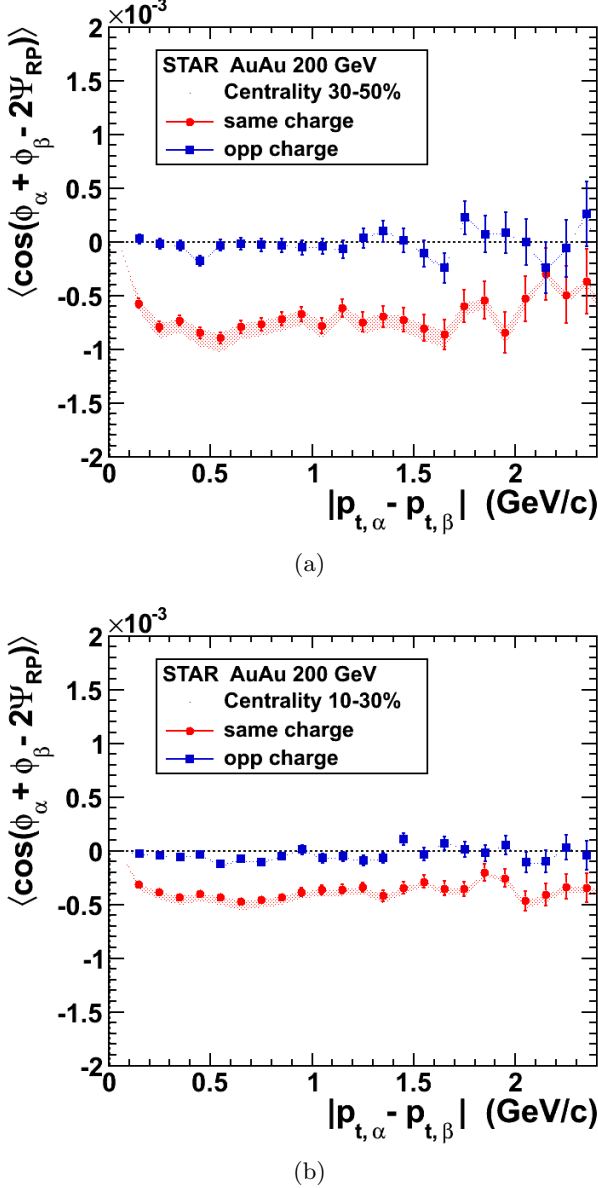 ×10⁻³
2
1.5
1
0.5
0
-0.5
-1
-1.5
-2
⟨cos(ϕα + ϕβ - 2ΨRP)⟩
STAR AuAu 200 GeV
Centrality 30-50%
same charge
opp charge
0 0.5 1 1.5 2
|pt, α- pt, β| (GeV/c)
(a)
×10⁻³
2
1.5
1
0.5
0
-0.5
-1
-1.5
-2
⟨cos(ϕα + ϕβ - 2ΨRP)⟩
STAR AuAu 200 GeV
Centrality 10-30%
same charge
opp charge
0 0.5 1 1.5 2
|pt, α- pt, β| (GeV/c)
(b)